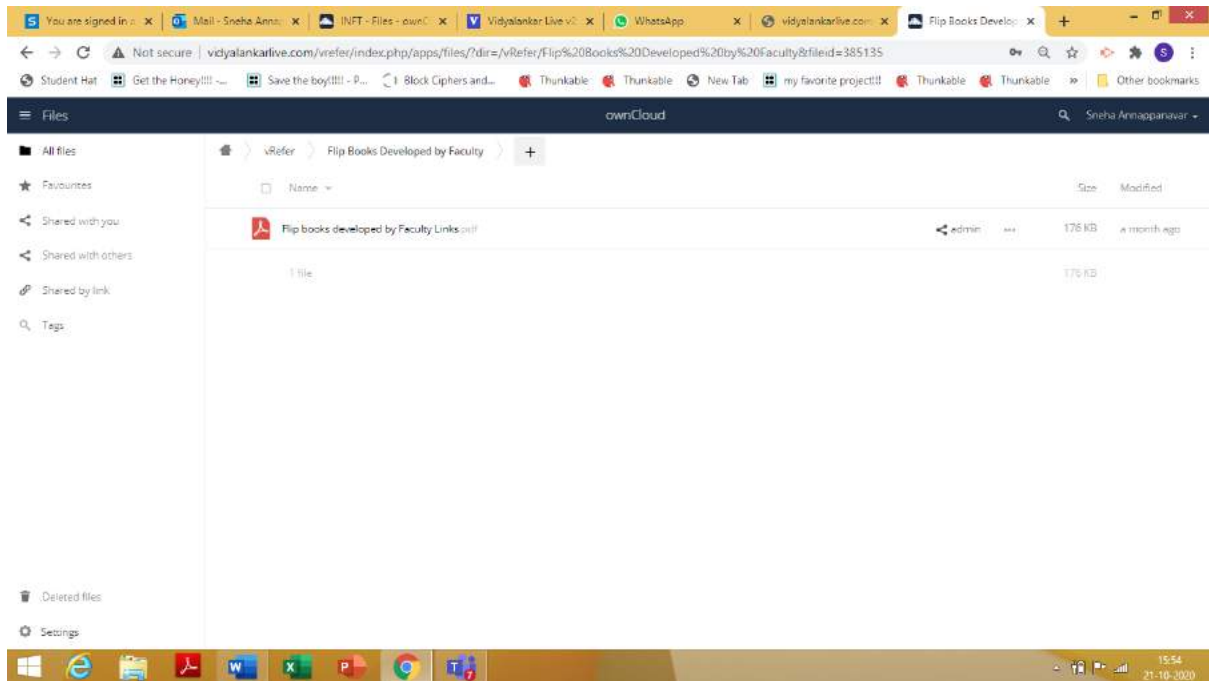 You are signed in a
Mail - Sneha Anna
INFT - Files - ownC
Vidyalankar Live v2
WhatsApp
vidyalankarlive.com
Flip Books Develop
Not secure | vidyalankarlive.com/vrefer/index.php/apps/files/?dir=/vRefer/Flip%20Books%20Developed%20by%20Faculty&fileid=385135
Student Hat
Get the Honey!!!! -...
Save the boy!!!!! - P...
Block Ciphers and...
Thunkable
Thunkable
New Tab
my favorite project!!!
Thunkable
Thunkable
Other bookmarks
Files
ownCloud
Sneha Annappanavar
All files
Favourites
Shared with you
Shared with others
Shared by link
Tags
vRefer
Flip Books Developed by Faculty
+
Name
Size
Modified
Flip books developed by Faculty Links.pdf
admin
...
176 KB
a month ago
1 file
176 KB
Deleted files
Settings
15:54
21-10-2020